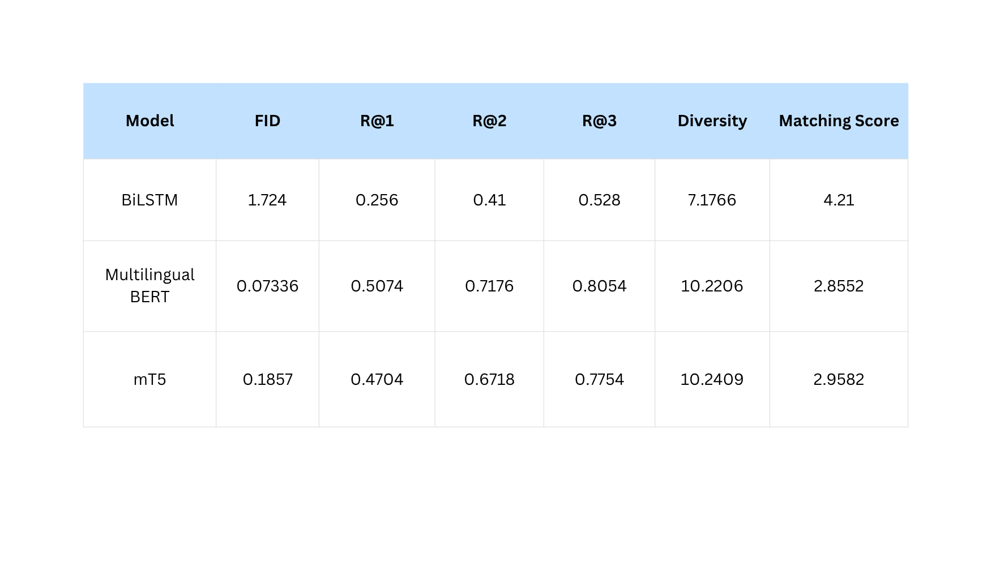 Model FID R@1 R@2 R@3 Diversity Matching Score
BiLSTM 1.724 0.256 0.41 0.528 7.1766 4.21
Multilingual
BERT 0.07336 0.5074 0.7176 0.8054 10.2206 2.8552
mT5 0.1857 0.4704 0.6718 0.7754 10.2409 2.9582